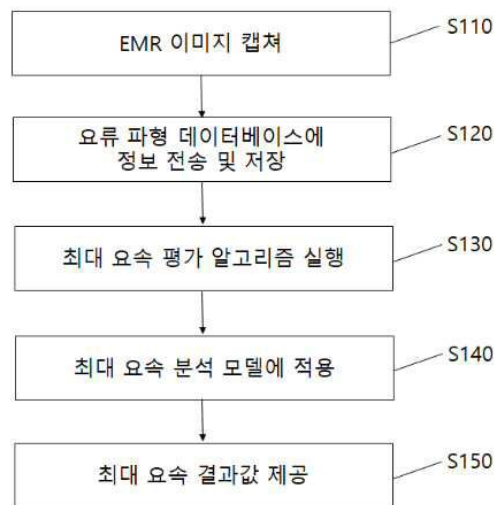 EMR 이미지 캡쳐
S110
요류 파형 데이터베이스에
정보 전송 및 저장
S120
최대 요속 평가 알고리즘 실행
S130
최대 요속 분석 모델에 적용
S140
최대 요속 결과값 제공
S150